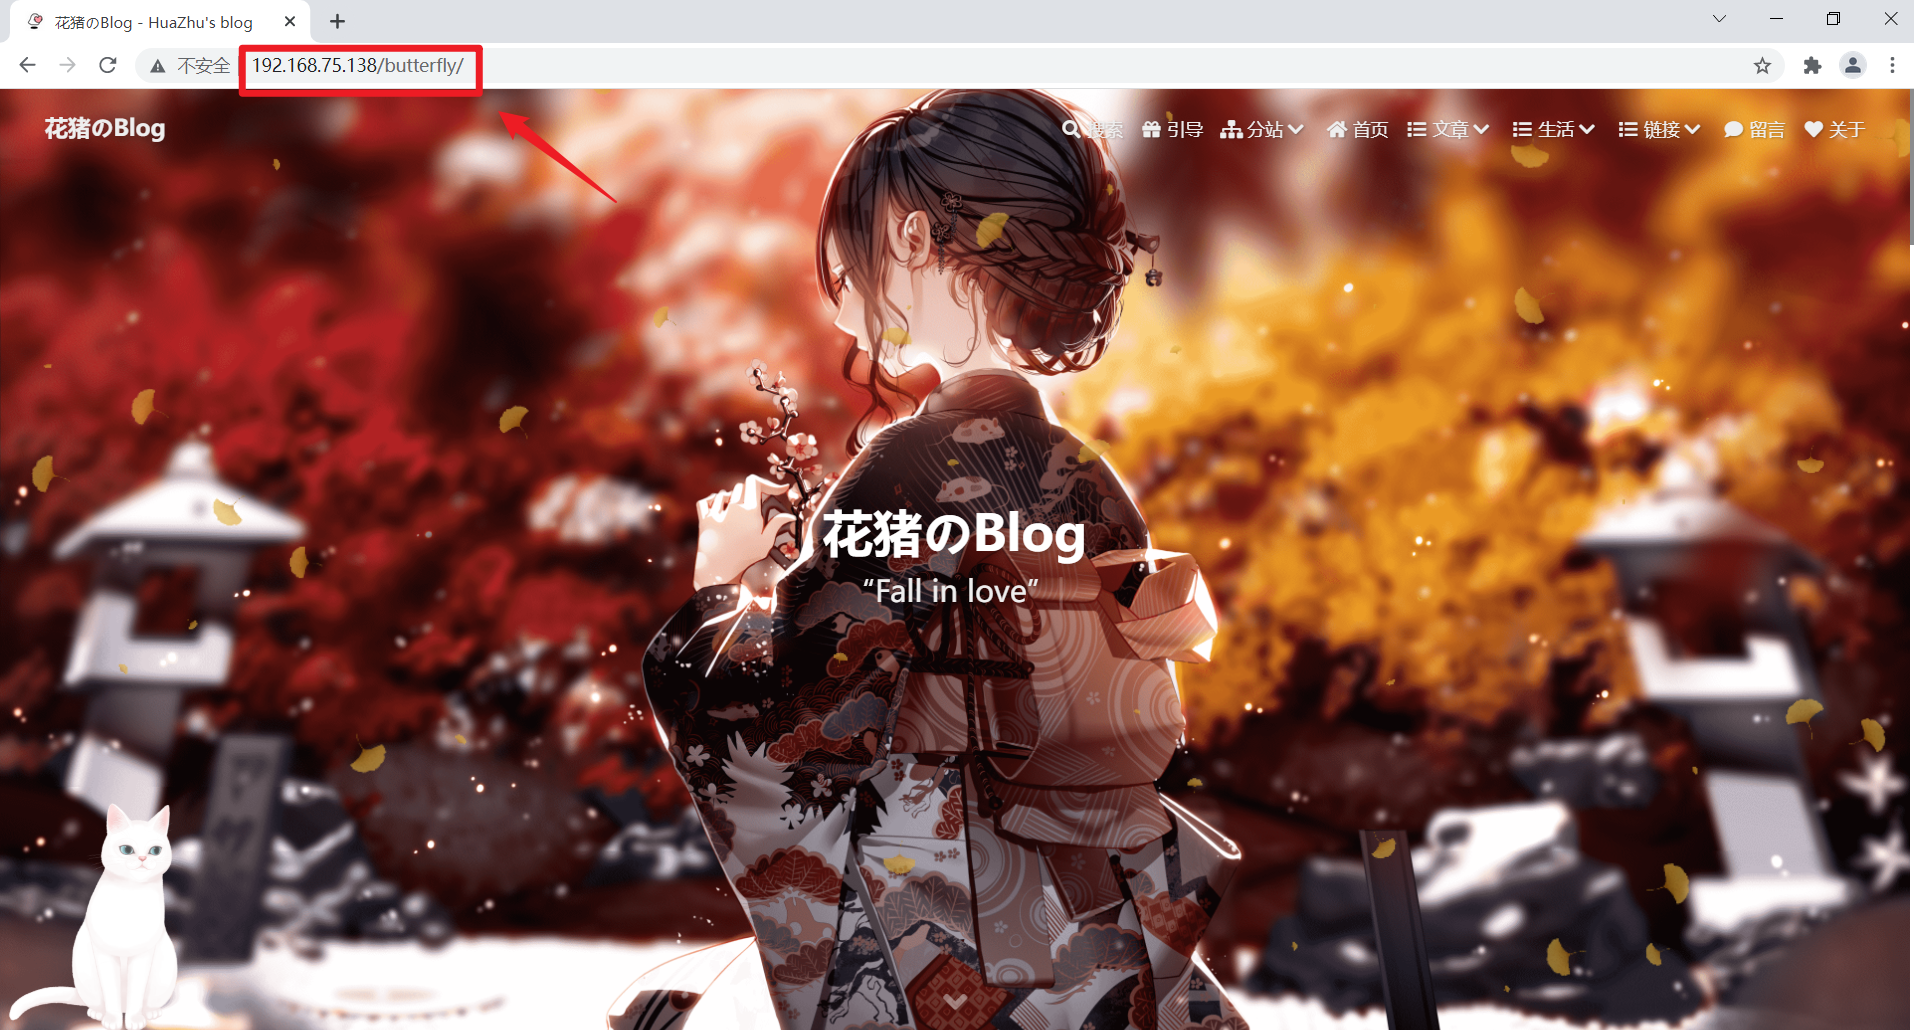 花猪のBlog - HuaZhu's blog
不安全
192.168.75.138/butterfly/
花猪のBlog
搜索 引导 分站 首页 文章 生活 链接 留言 关于
花猪のBlog
“Fall in love”